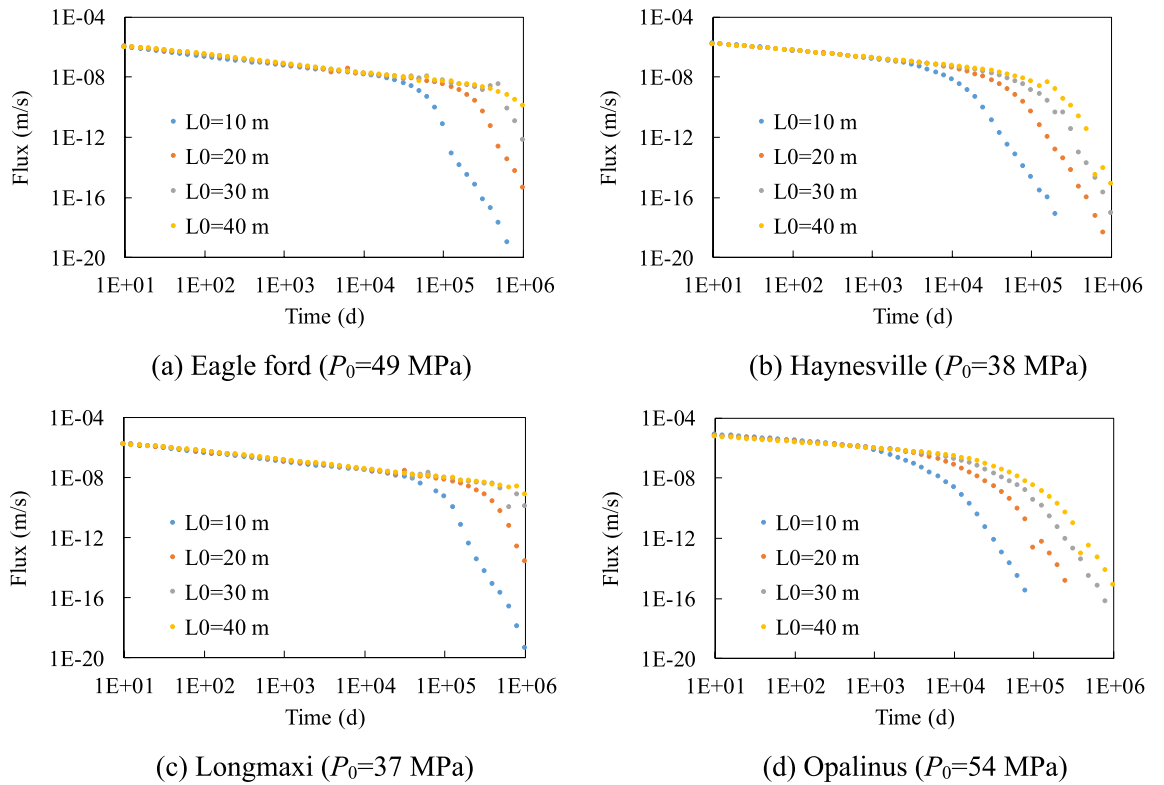 1E-04
1E-08
1E-12
1E-16
1E-20
Flux (m/s)
L0=10 m
L0=20 m
L0=30 m
L0=40 m
1E+01 1E+02 1E+03 1E+04 1E+05 1E+06
Time (d)
(a) Eagle ford (P0=49 MPa)
1E-04
1E-08
1E-12
1E-16
1E-20
Flux (m/s)
L0=10 m
L0=20 m
L0=30 m
L0=40 m
1E+01 1E+02 1E+03 1E+04 1E+05 1E+06
Time (d)
(b) Haynesville (P0=38 MPa)
1E-04
1E-08
1E-12
1E-16
1E-20
Flux (m/s)
L0=10 m
L0=20 m
L0=30 m
L0=40 m
1E+01 1E+02 1E+03 1E+04 1E+05 1E+06
Time (d)
(c) Longmaxi (P0=37 MPa)
1E-04
1E-08
1E-12
1E-16
1E-20
Flux (m/s)
L0=10 m
L0=20 m
L0=30 m
L0=40 m
1E+01 1E+02 1E+03 1E+04 1E+05 1E+06
Time (d)
(d) Opalinus (P0=54 MPa)